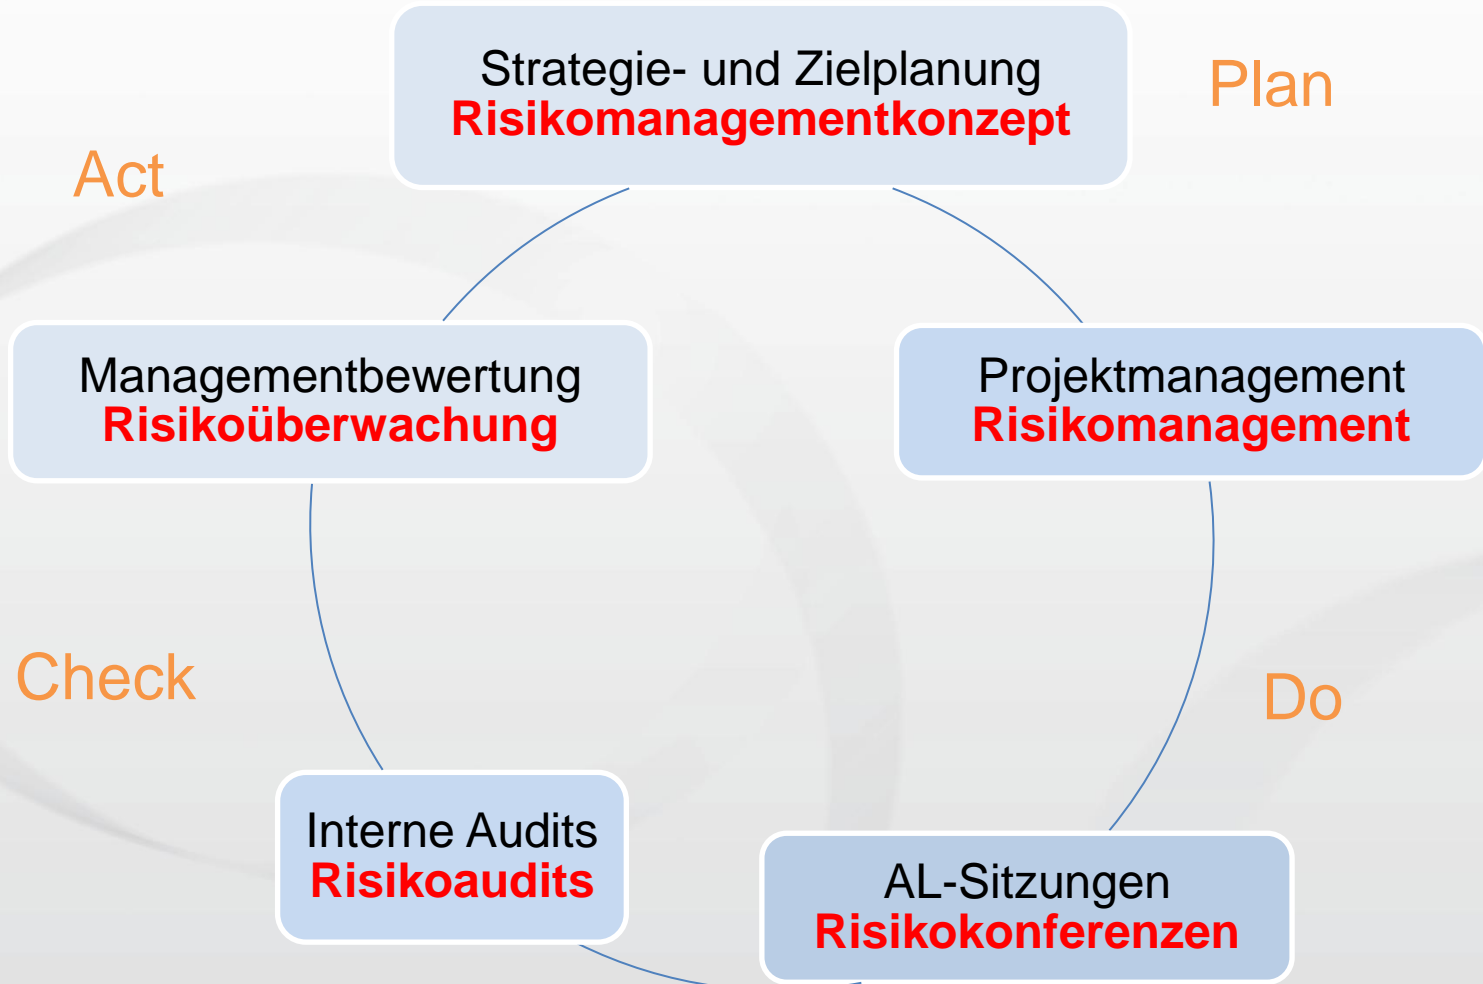 Strategie- und Zielplanung
Risikomanagementkonzept
Plan
Act
Managementbewertung
Risikoüberwachung
Projektmanagement
Risikomanagement
Check
Do
Interne Audits
Risikoaudits
AL-Sitzungen
Risikokonferenzen